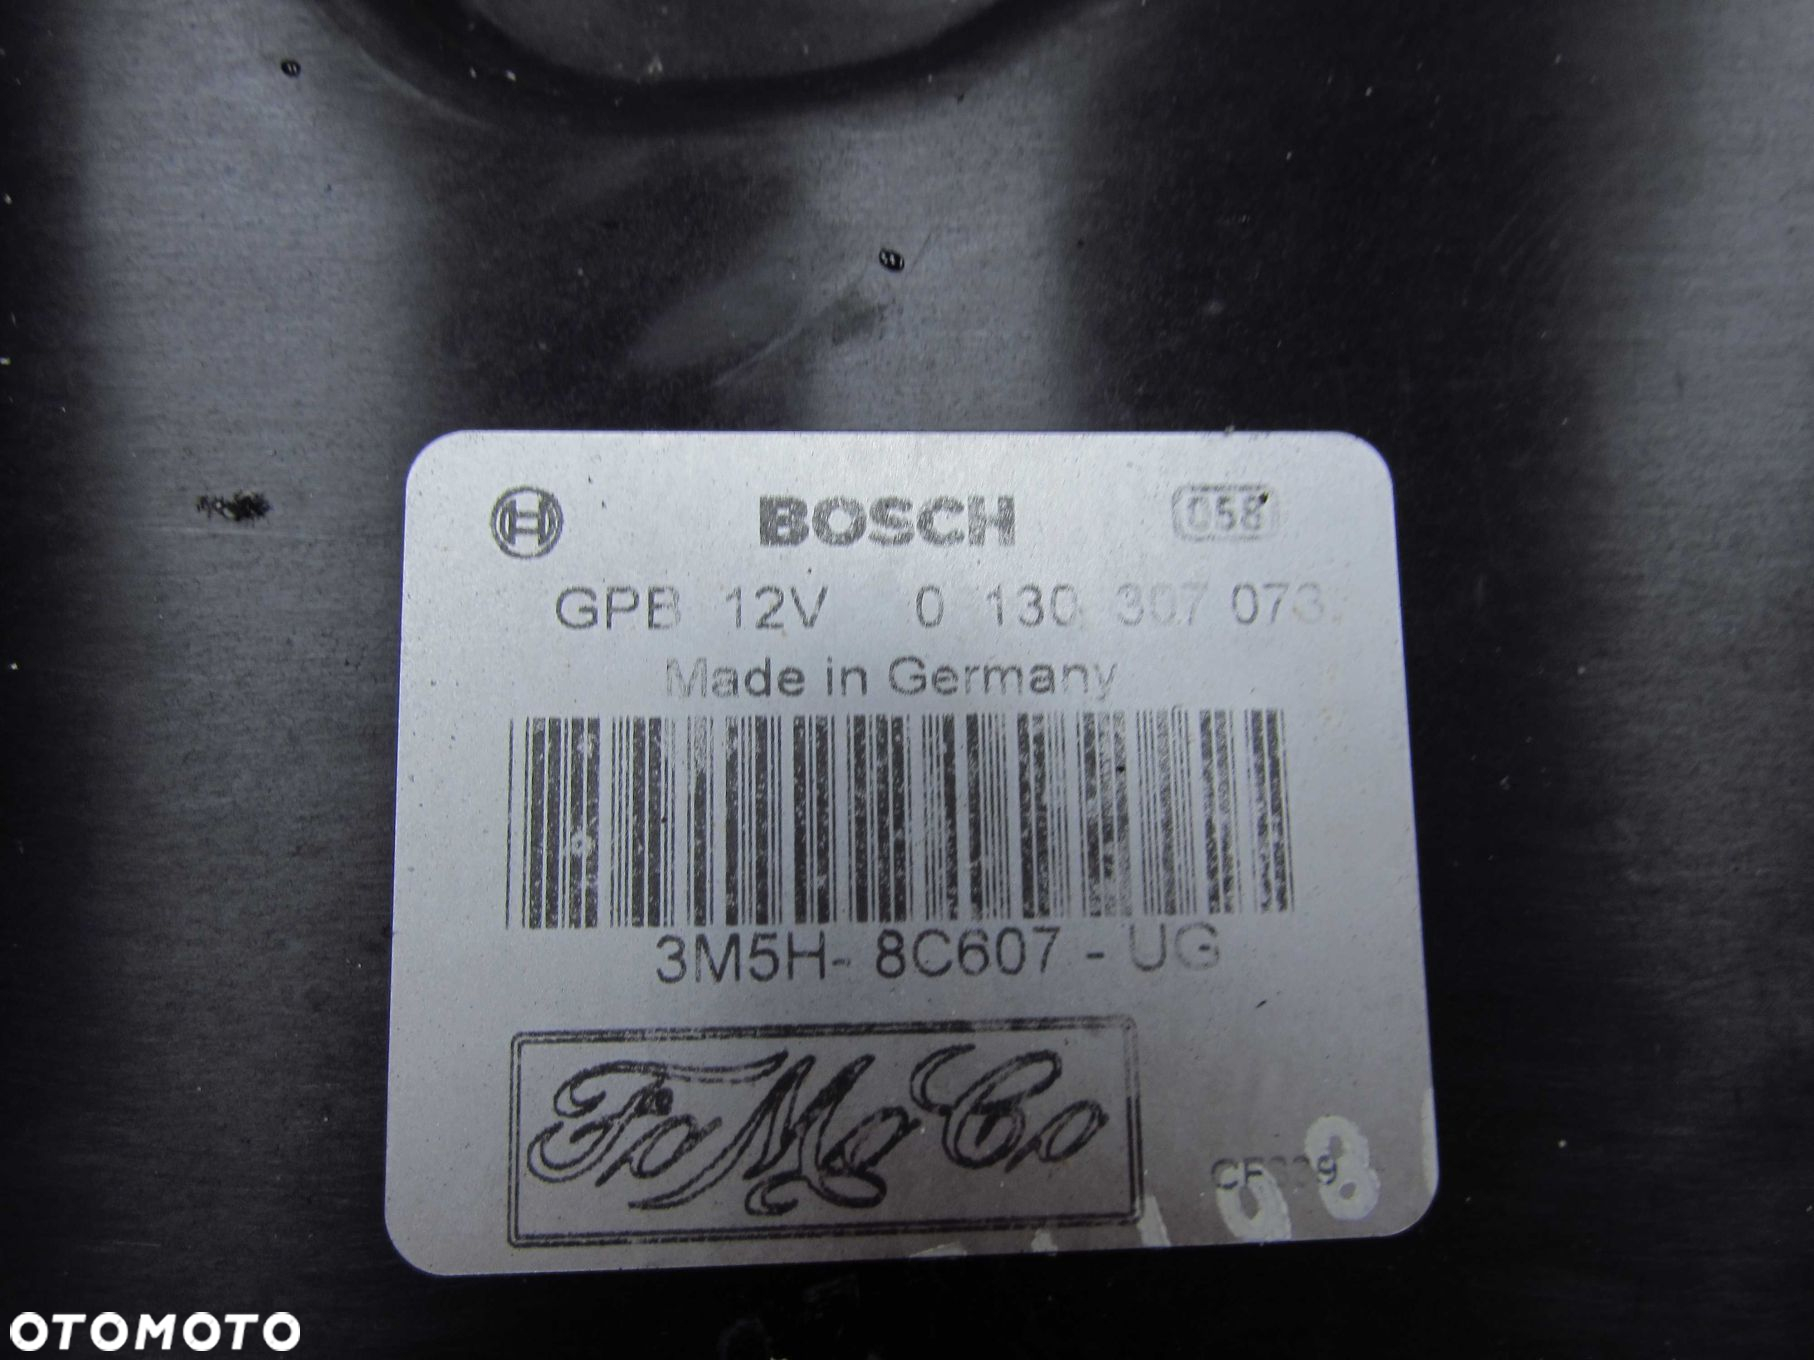 BOSCH 058
GPB 12V 0 130 307 073
Made in Germany
3M5H- 8C607 - UG
FoMoCo
OTOMOTO